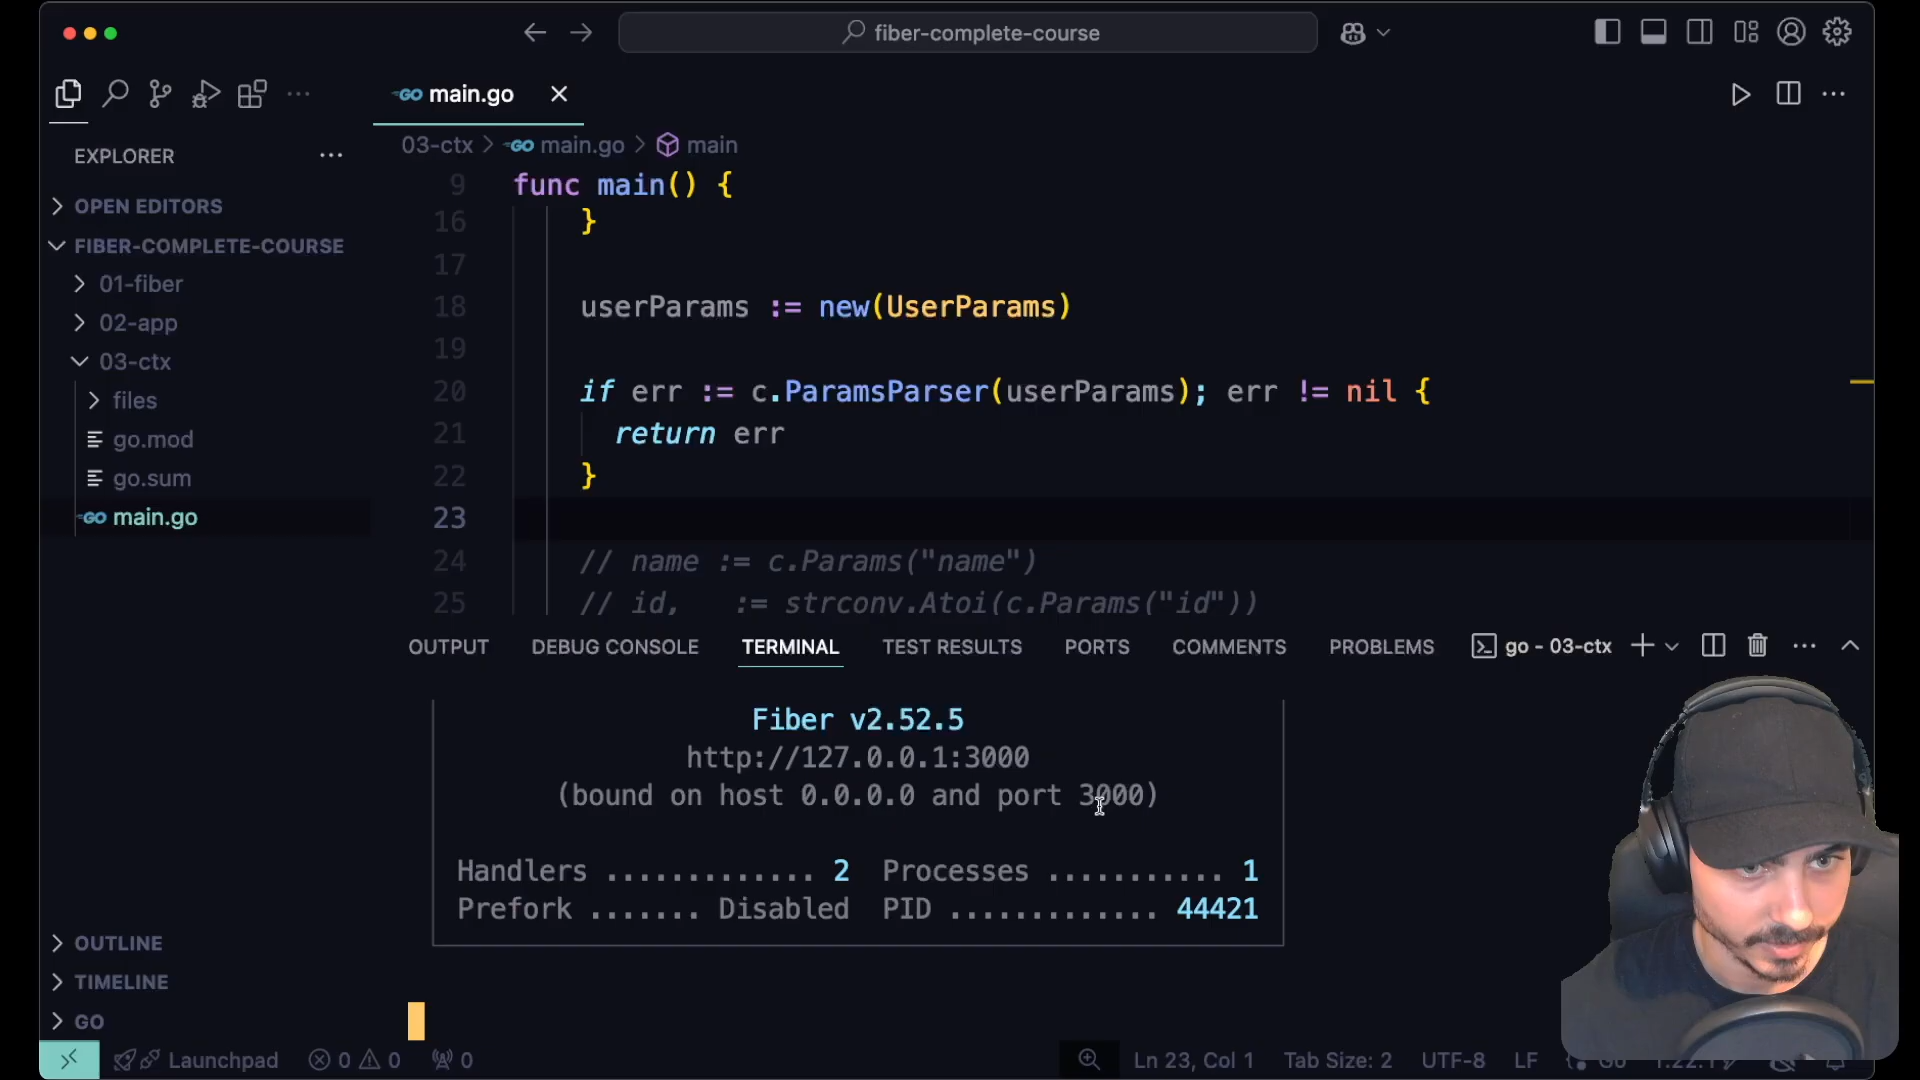 fiber-complete-course
GO main.go
03-ctx > GO main.go > main
EXPLORER
OPEN EDITORS
FIBER-COMPLETE-COURSE
01-fiber
02-app
03-ctx
files
go.mod
go.sum
GO main.go
OUTLINE
TIMELINE
GO
9 func main() {
16 }
17
18 userParams := new(UserParams)
19
20 if err := c.ParamsParser(userParams); err != nil {
21 return err
22 }
23
24 // name := c.Params("name")
25 // id, := strconv.Atoi(c.Params("id"))
OUTPUT DEBUG CONSOLE TERMINAL TEST RESULTS PORTS COMMENTS PROBLEMS go - 03-ctx
Fiber v2.52.5
http://127.0.0.1:3000
(bound on host 0.0.0.0 and port 3000)
Handlers ............. 2 Processes ........... 1
Prefork ....... Disabled PID ............. 44421
Launchpad 0 0 0 Ln 23, Col 1 Tab Size: 2 UTF-8 LF Go